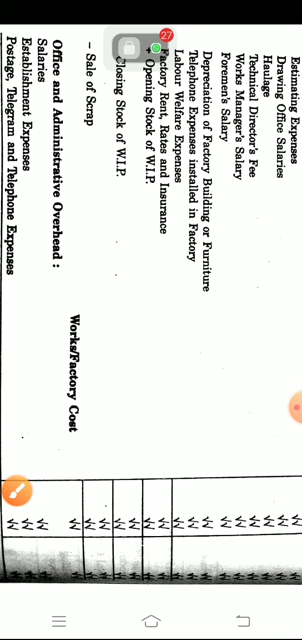 Estimating Expenses
Drawing Office Salaries
Haulage
Technical Director's Fee
Works Manager's Salary
Foremen's Salary
Depreciation of Factory Building or Furniture
Telephone Expenses installed in Factory
Labour Welfare Expenses
Factory Rent, Rates and Insurance
+ Opening Stock of W.I.P.
Closing Stock of W.I.P.
– Sale of Scrap
Works/Factory Cost
Office and Administrative Overhead :
Salaries
Establishment Expenses
Postage, Telegram and Telephone Expenses
27